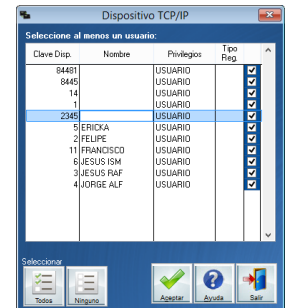 Dispositivo TCP/IP
Seleccione al menos un usuario:
Clave Disp. Nombre Privilegios Tipo Reg.
84481 USUARIO
8445 USUARIO
14 USUARIO
1 USUARIO
2345 USUARIO
5 ERICKA USUARIO
2 FELIPE USUARIO
11 FRANCISCO USUARIO
6 JESUS ISM USUARIO
3 JESUS RAF USUARIO
4 JORGE ALF USUARIO
Seleccionar
Todos Ninguno Aceptar Ayuda Salir